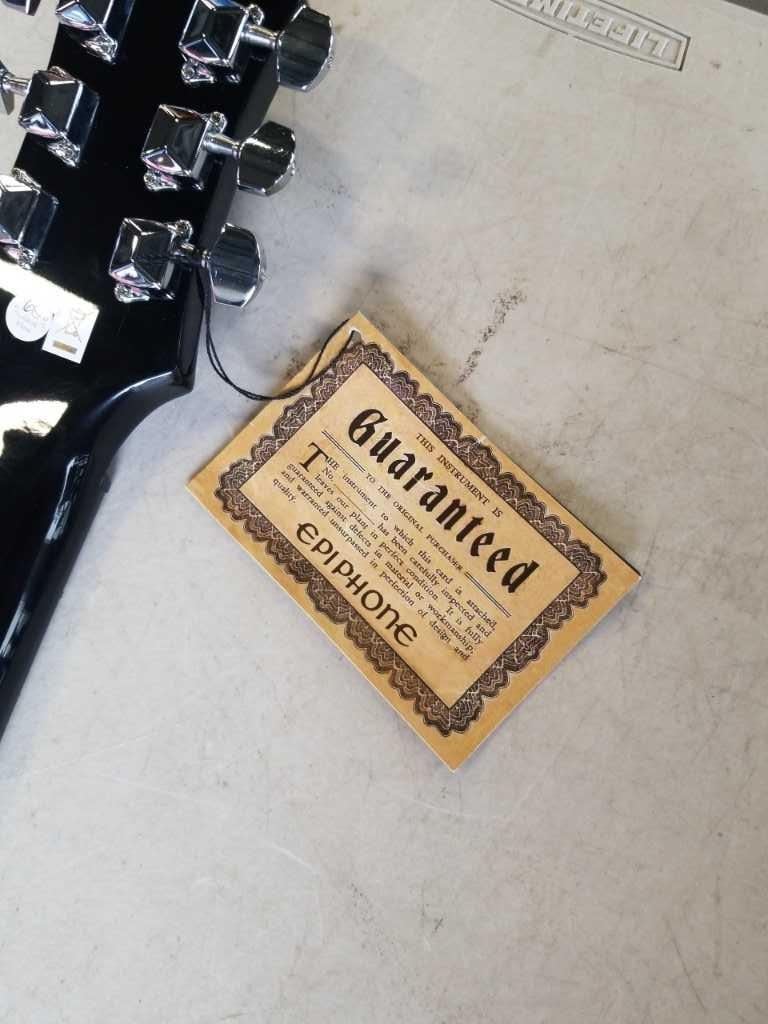 LIFETIME
THIS INSTRUMENT IS
Guaranteed
TO THE ORIGINAL PURCHASER
THE instrument to which this card is attached,
No. has been carefully inspected and
leaves our plant in perfect condition. It is fully
guaranteed against defects in material or workmanship,
and warranted unsurpassed in perfection of design and
quality.
EPIPHONE